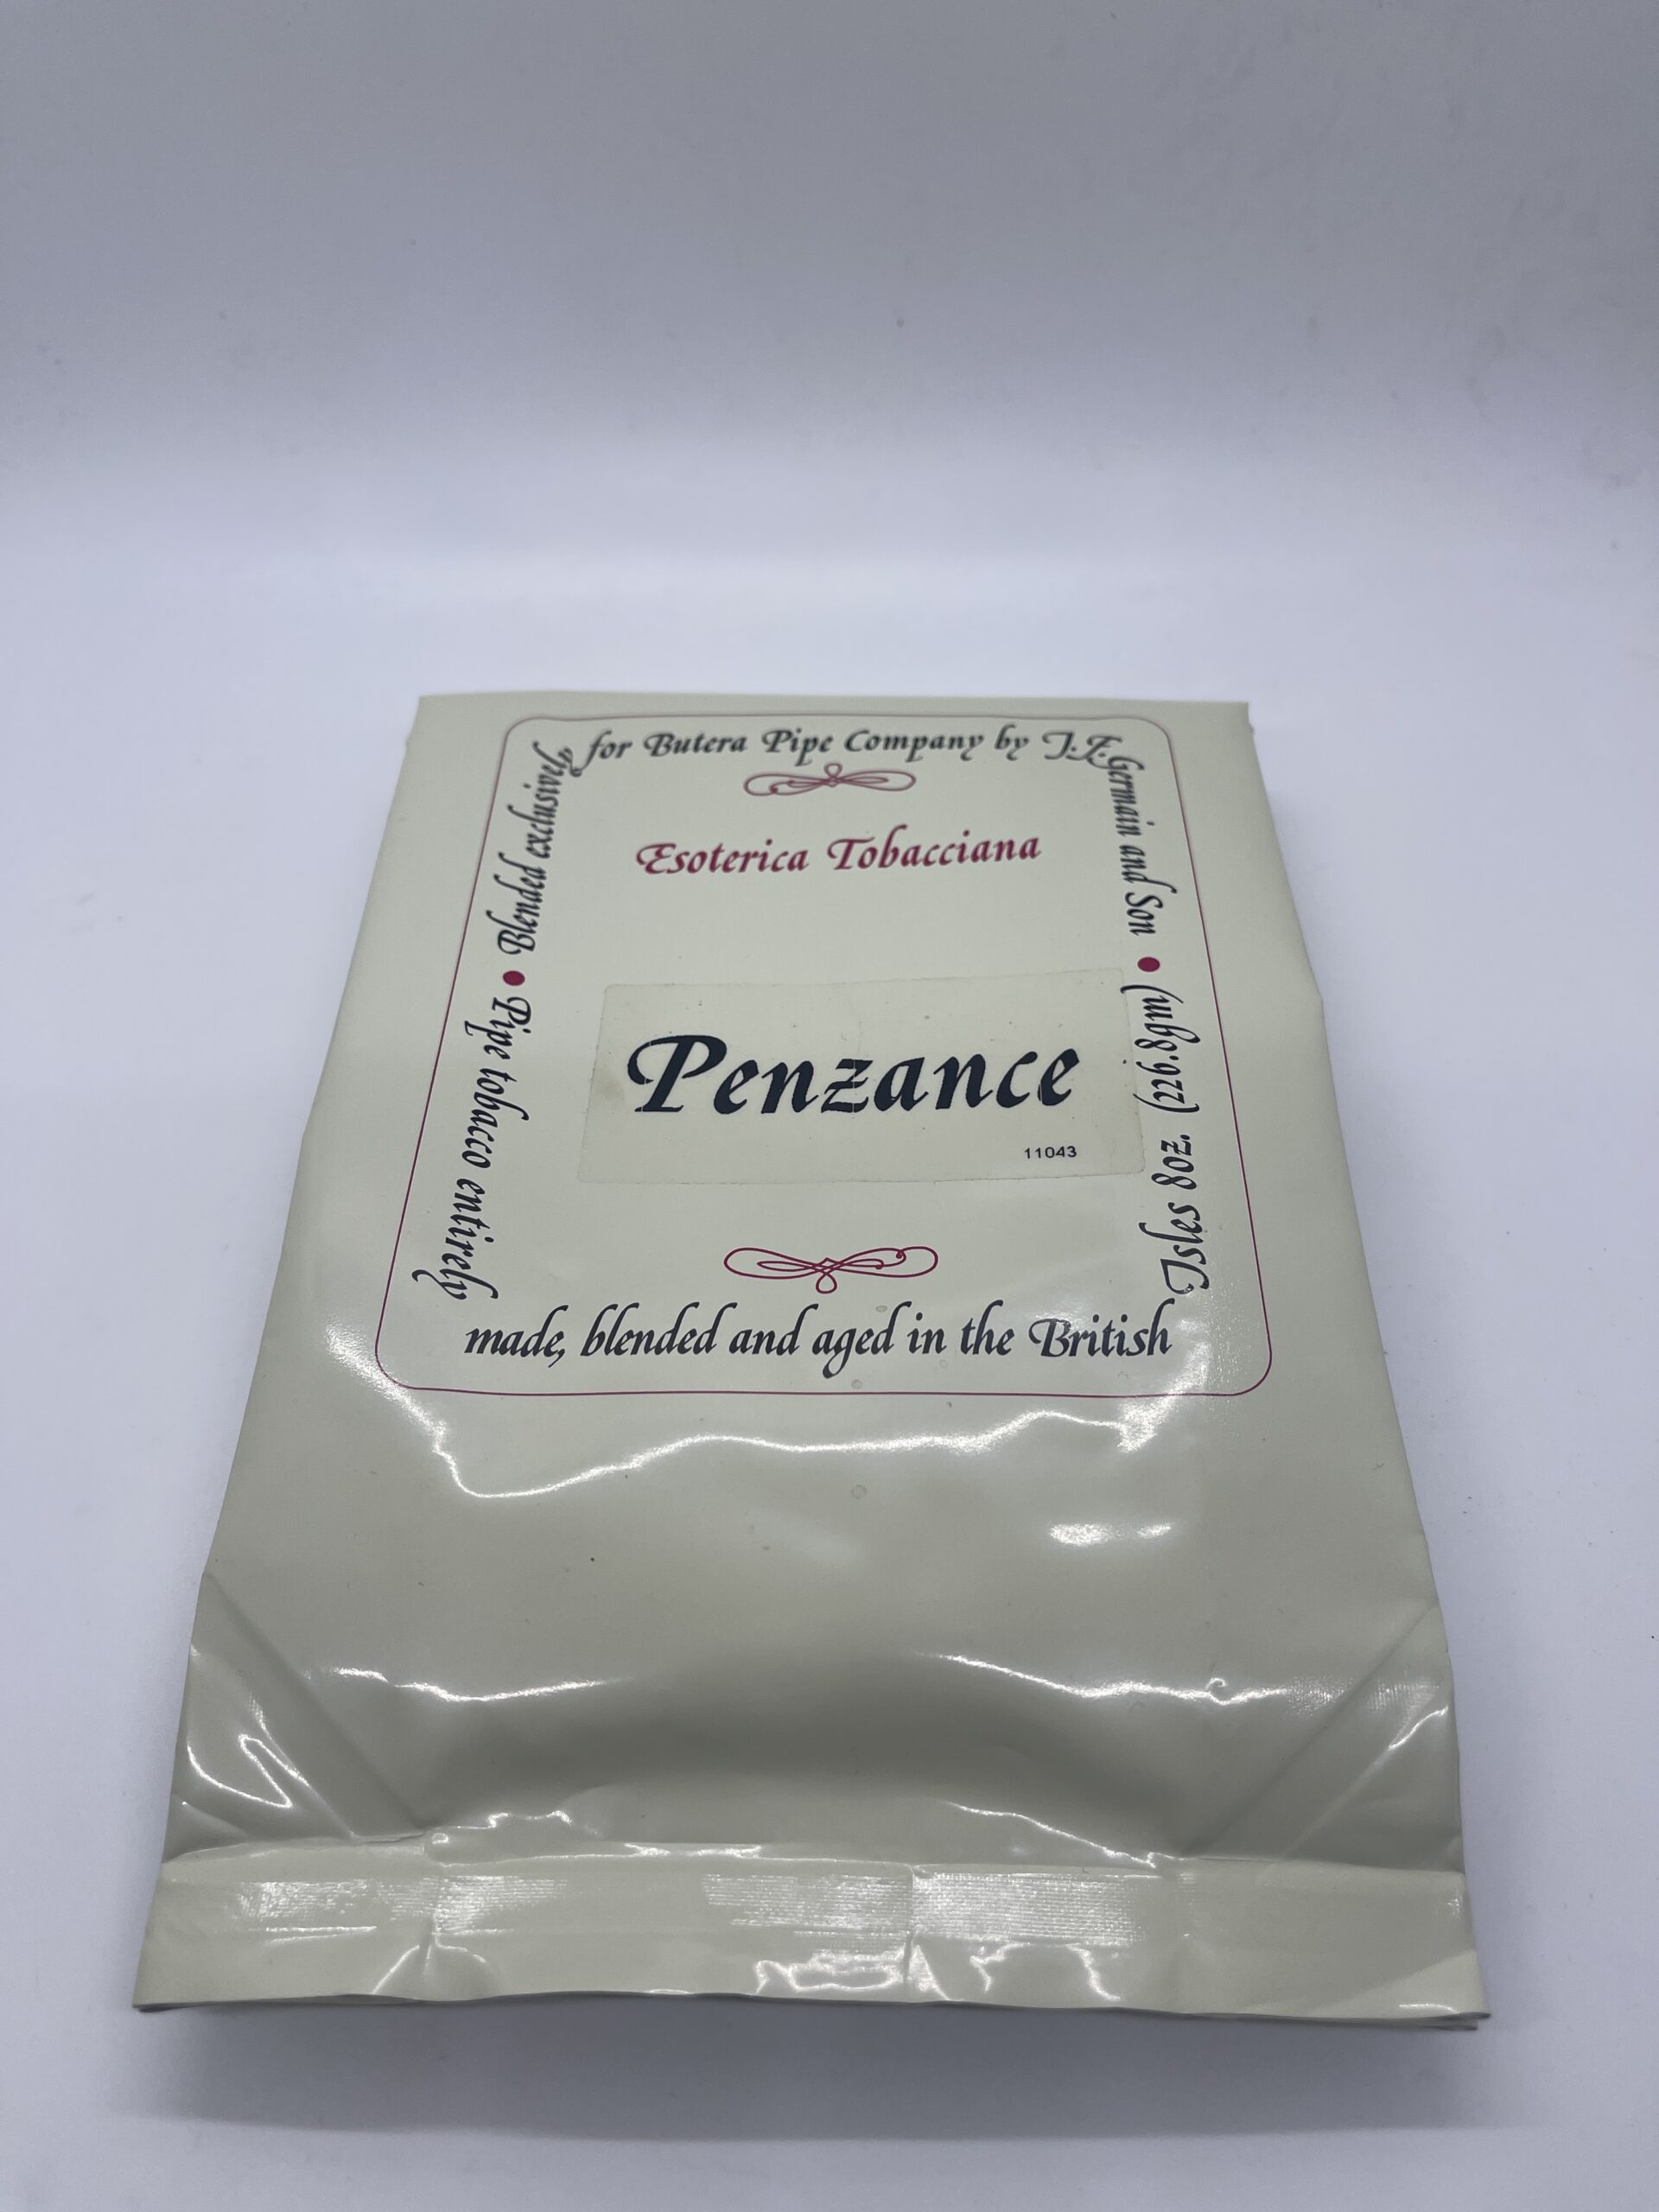 Blended exclusively
for Butera Pipe Company by J.F.
Germain and Son
Esoterica Tobacciana
Penzance
11043
Pipe tobacco entirely
made, blended and aged in the British
Isles 8oz. (226.8gm)